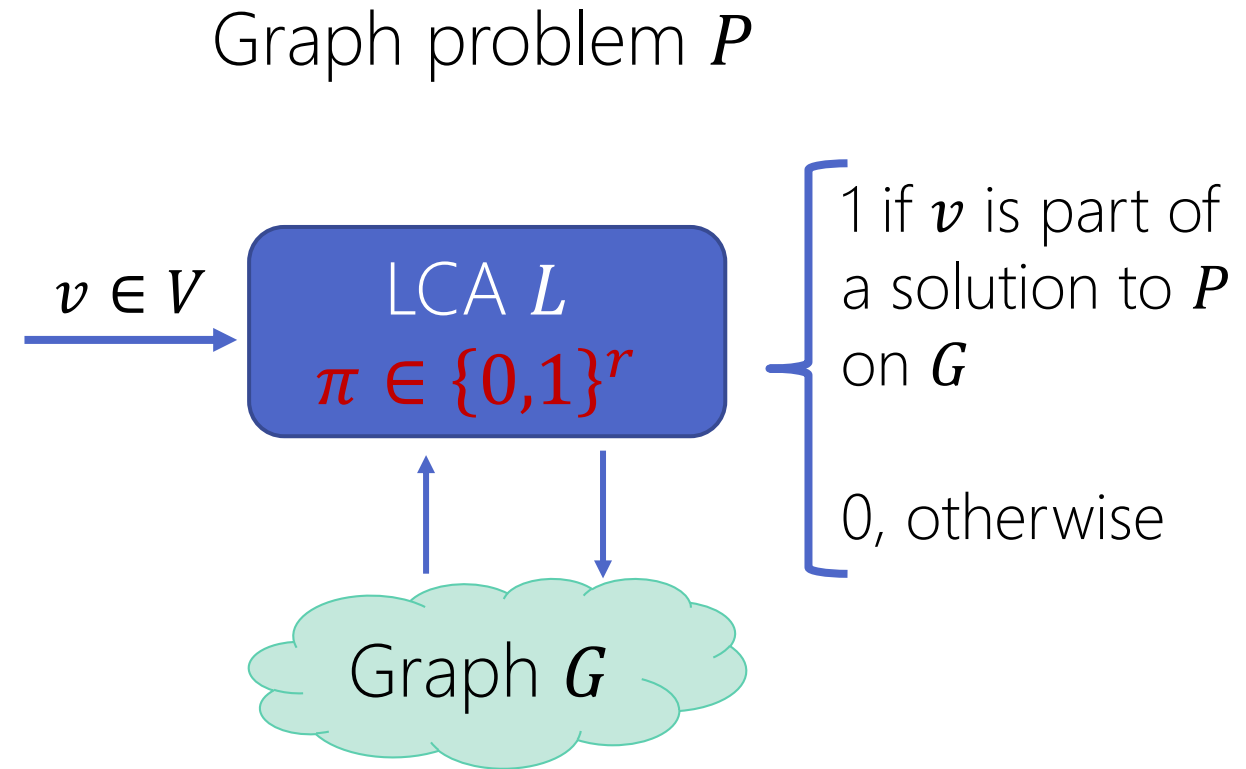 Graph problem P
v ∈ V
LCA L
π ∈ {0,1}ʳ
1 if v is part of
a solution to P
on G
0, otherwise
Graph G